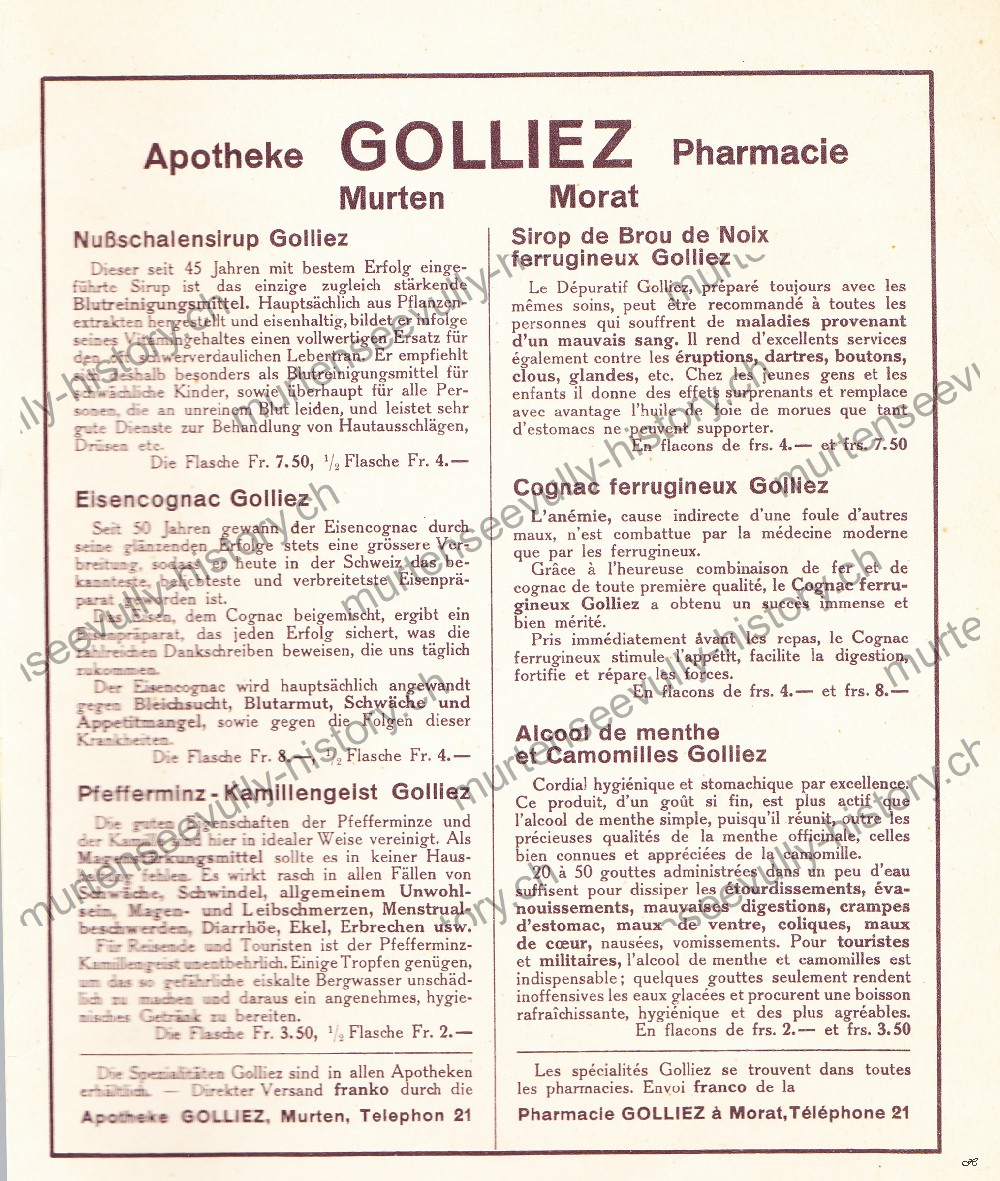 Apotheke GOLLIEZ Pharmacie
Murten Morat
Nußschalensirup Golliez
Dieser seit 45 Jahren mit bestem Erfolg einge-
führte Sirup ist das einzige zugleich stärkende
Blutreinigungsmittel. Hauptsächlich aus Pflanzen-
extrakten hergestellt und eisenhaltig, bildet er infolge
seines Vitamingehaltes einen vollwertigen Ersatz für
den oft schwerverdaulichen Lebertran. Er empfiehlt
sich deshalb besonders als Blutreinigungsmittel für
schwächliche Kinder, sowie überhaupt für alle Per-
sonen, die an unreinem Blut leiden, und leistet sehr
gute Dienste zur Behandlung von Hautausschlägen,
Drüsen etc.
Die Flasche Fr. 7.50, 1/2 Flasche Fr. 4.—
Eisencognac Golliez
Seit 50 Jahren gewann der Eisencognac durch
seine glänzenden Erfolge stets eine grössere Ver-
breitung, sodass er heute in der Schweiz das be-
kannteste, beliebteste und verbreitetste Eisenprä-
parat geworden ist.
Das Eisen, dem Cognac beigemischt, ergibt ein
Eisenpräparat, das jeden Erfolg sichert, was die
zahlreichen Dankschreiben beweisen, die uns täglich
zukommen.
Der Eisencognac wird hauptsächlich angewandt
gegen Bleichsucht, Blutarmut, Schwäche und
Appetitmangel, sowie gegen die Folgen dieser
Krankheiten.
Die Flasche Fr. 8.—, 1/2 Flasche Fr. 4.—
Pfefferminz-Kamillengeist Golliez
Die guten Eigenschaften der Pfefferminze und
der Kamille sind hier in idealer Weise vereinigt. Als
Magenstärkungsmittel sollte es in keiner Haus-
haltung fehlen. Es wirkt rasch in allen Fällen von
Schwäche, Schwindel, allgemeinem Unwohl-
sein, Magen- und Leibschmerzen, Menstrual-
beschwerden, Diarrhöe, Ekel, Erbrechen usw.
Für Reisende und Touristen ist der Pfefferminz-
Kamillengeist unentbehrlich. Einige Tropfen genügen,
um das so gefährliche eiskalte Bergwasser unschäd-
lich zu machen und daraus ein angenehmes, hygie-
nisches Getränk zu bereiten.
Die Flasche Fr. 3.50, 1/2 Flasche Fr. 2.—
Die Spezialitäten Golliez sind in allen Apotheken
erhältlich. — Direkter Versand franko durch die
Apotheke GOLLIEZ, Murten, Telephon 21
Sirop de Brou de Noix
ferrugineux Golliez
Le Dépuratif Golliez, préparé toujours avec les
mêmes soins, peut être recommandé à toutes les
personnes qui souffrent de maladies provenant
d'un mauvais sang. Il rend d'excellents services
également contre les éruptions, dartres, boutons,
clous, glandes, etc. Chez les jeunes gens et les
enfants il donne des effets surprenants et remplace
avec avantage l'huile de foie de morues que tant
d'estomacs ne peuvent supporter.
En flacons de frs. 4.— et frs. 7.50
Cognac ferrugineux Golliez
L'anémie, cause indirecte d'une foule d'autres
maux, n'est combattue par la médecine moderne
que par les ferrugineux.
Grâce à l'heureuse combinaison de fer et de
cognac de toute première qualité, le Cognac ferru-
gineux Golliez a obtenu un succès immense et
bien mérité.
Pris immédiatement avant les repas, le Cognac
ferrugineux stimule l'appétit, facilite la digestion,
fortifie et répare les forces.
En flacons de frs. 4.— et frs. 8.—
Alcool de menthe
et Camomilles Golliez
Cordial hygiénique et stomachique par excellence.
Ce produit, d'un goût si fin, est plus actif que
l'alcool de menthe simple, puisqu'il réunit, outre les
précieuses qualités de la menthe officinale, celles
bien connues et appréciées de la camomille.
20 à 50 gouttes administrées dans un peu d'eau
suffisent pour dissiper les étourdissements, éva-
nouissements, mauvaises digestions, crampes
d'estomac, maux de ventre, coliques, maux
de cœur, nausées, vomissements. Pour touristes
et militaires, l'alcool de menthe et camomilles est
indispensable; quelques gouttes seulement rendent
inoffensives les eaux glacées et procurent une boisson
rafraîchissante, hygiénique et des plus agréables.
En flacons de frs. 2.— et frs. 3.50
Les spécialités Golliez se trouvent dans toutes
les pharmacies. Envoi franco de la
Pharmacie GOLLIEZ à Morat, Téléphone 21
murtenseevully-history.ch